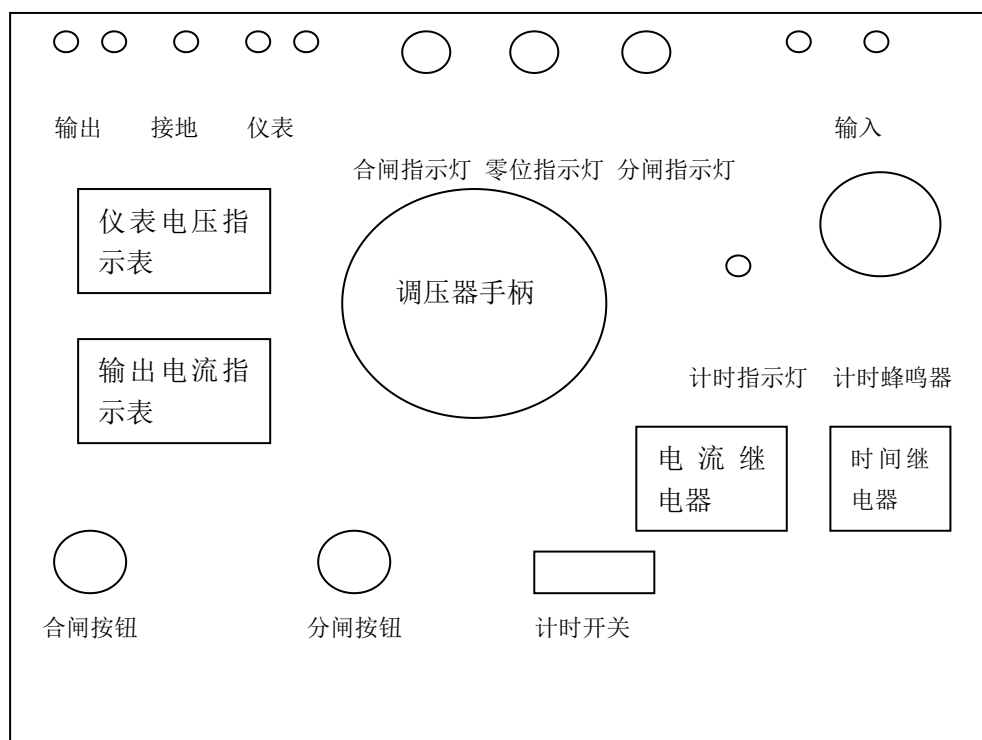 输出 接地 仪表 输入
合闸指示灯 零位指示灯 分闸指示灯
仪表电压指
示表
调压器手柄
输出电流指
示表
计时指示灯 计时蜂鸣器
电流继
电器
时间继
电器
合闸按钮 分闸按钮 计时开关